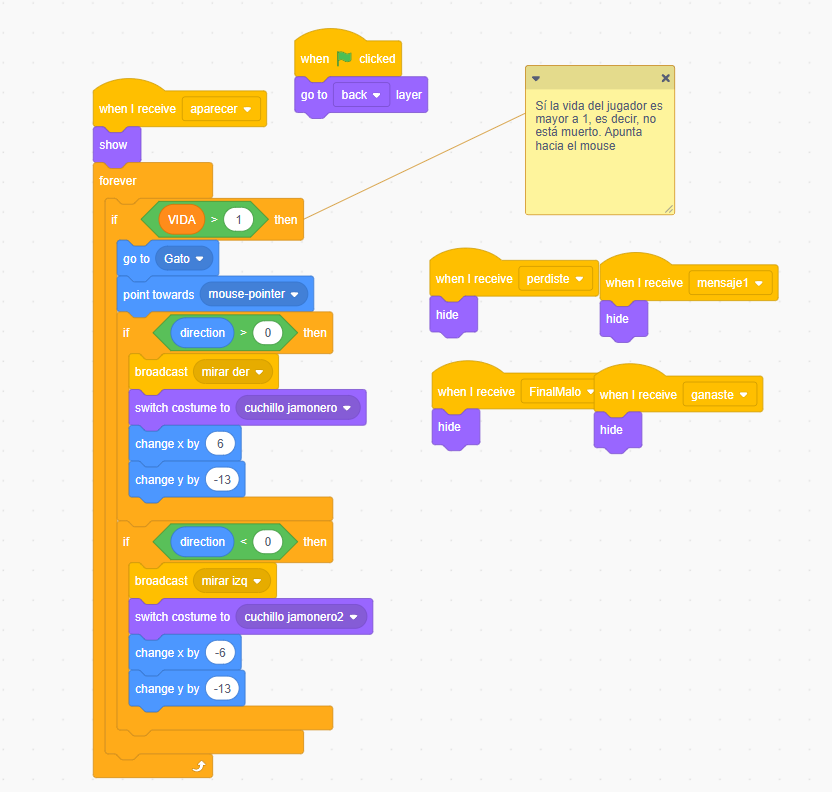 when clicked
go to back layer
when I receive aparecer
show
forever
if VIDA > 1 then
go to Gato
point towards mouse-pointer
if direction > 0 then
broadcast mirar der
switch costume to cuchillo jamonero
change x by 6
change y by -13
if direction < 0 then
broadcast mirar izq
switch costume to cuchillo jamonero2
change x by -6
change y by -13
Sí la vida del jugador es
mayor a 1, es decir, no
está muerto. Apunta
hacia el mouse
when I receive perdiste
hide
when I receive mensaje1
hide
when I receive FinalMalo
hide
when I receive ganaste
hide